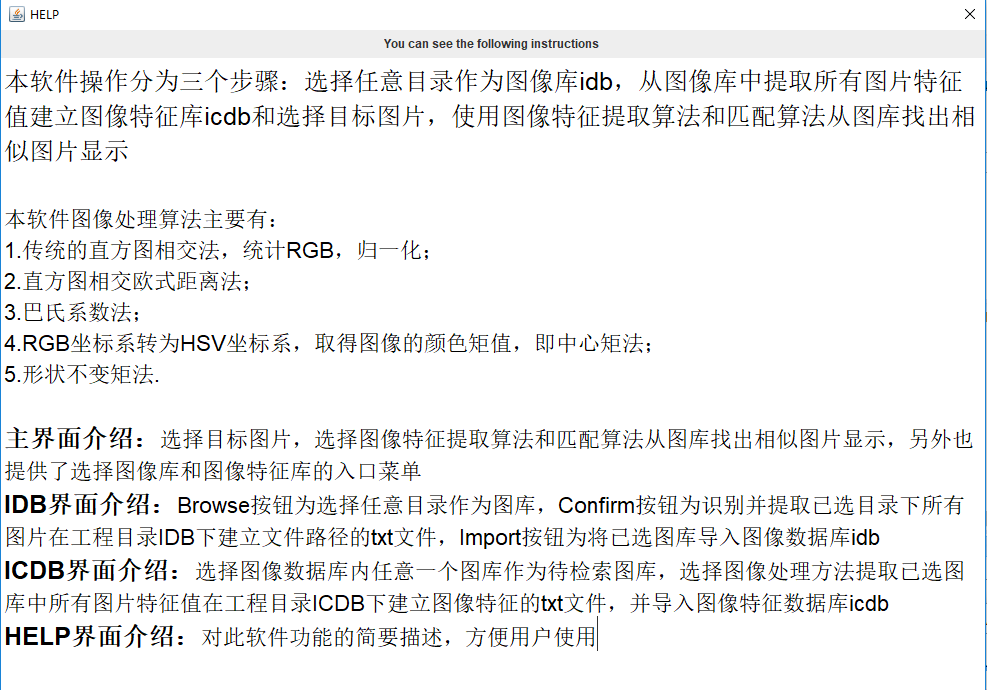 HELP
You can see the following instructions
本软件操作分为三个步骤：选择任意目录作为图像库idb，从图像库中提取所有图片特征
值建立图像特征库icdb和选择目标图片，使用图像特征提取算法和匹配算法从图库找出相
似图片显示
本软件图像处理算法主要有：
1.传统的直方图相交法，统计RGB，归一化；
2.直方图相交欧式距离法；
3.巴氏系数法；
4.RGB坐标系转为HSV坐标系，取得图像的颜色矩值，即中心矩法；
5.形状不变矩法.
主界面介绍：选择目标图片，选择图像特征提取算法和匹配算法从图库找出相似图片显示，另外也
提供了选择图像库和图像特征库的入口菜单
IDB界面介绍：Browse按钮为选择任意目录作为图库，Confirm按钮为识别并提取已选目录下所有
图片在工程目录IDB下建立文件路径的txt文件，Import按钮为将已选图库导入图像数据库idb
ICDB界面介绍：选择图像数据库内任意一个图库作为待检索图库，选择图像处理方法提取已选图
库中所有图片特征值在工程目录ICDB下建立图像特征的txt文件，并导入图像特征数据库icdb
HELP界面介绍：对此软件功能的简要描述，方便用户使用